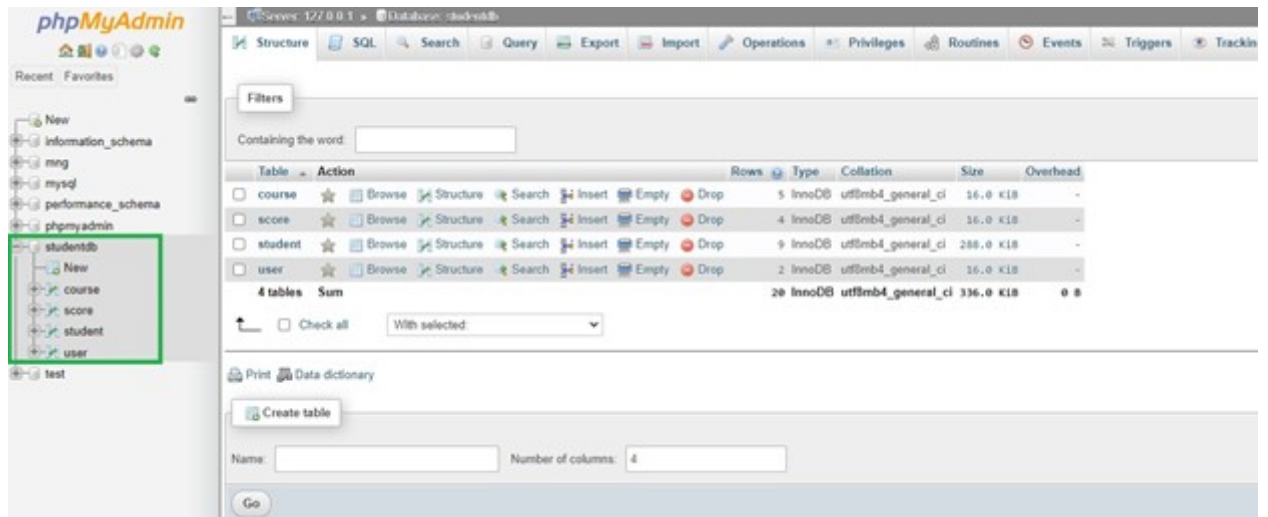 phpMyAdmin
Recent Favorites
New
information_schema
mng
mysql
performance_schema
phpmyadmin
studentdb
New
course
score
student
user
test
Server: 127.0.0.1 » Database: studentdb
Structure SQL Search Query Export Import Operations Privileges Routines Events Triggers Trackin
Filters
Containing the word:
Table Action Rows Type Collation Size Overhead
course Browse Structure Search Insert Empty Drop 5 InnoDB utf8mb4_general_ci 16.0 KiB -
score Browse Structure Search Insert Empty Drop 4 InnoDB utf8mb4_general_ci 16.0 KiB -
student Browse Structure Search Insert Empty Drop 9 InnoDB utf8mb4_general_ci 288.0 KiB -
user Browse Structure Search Insert Empty Drop 2 InnoDB utf8mb4_general_ci 16.0 KiB -
4 tables Sum 20 InnoDB utf8mb4_general_ci 336.0 KiB 0 B
Check all With selected:
Print Data dictionary
Create table
Name: Number of columns: 4
Go